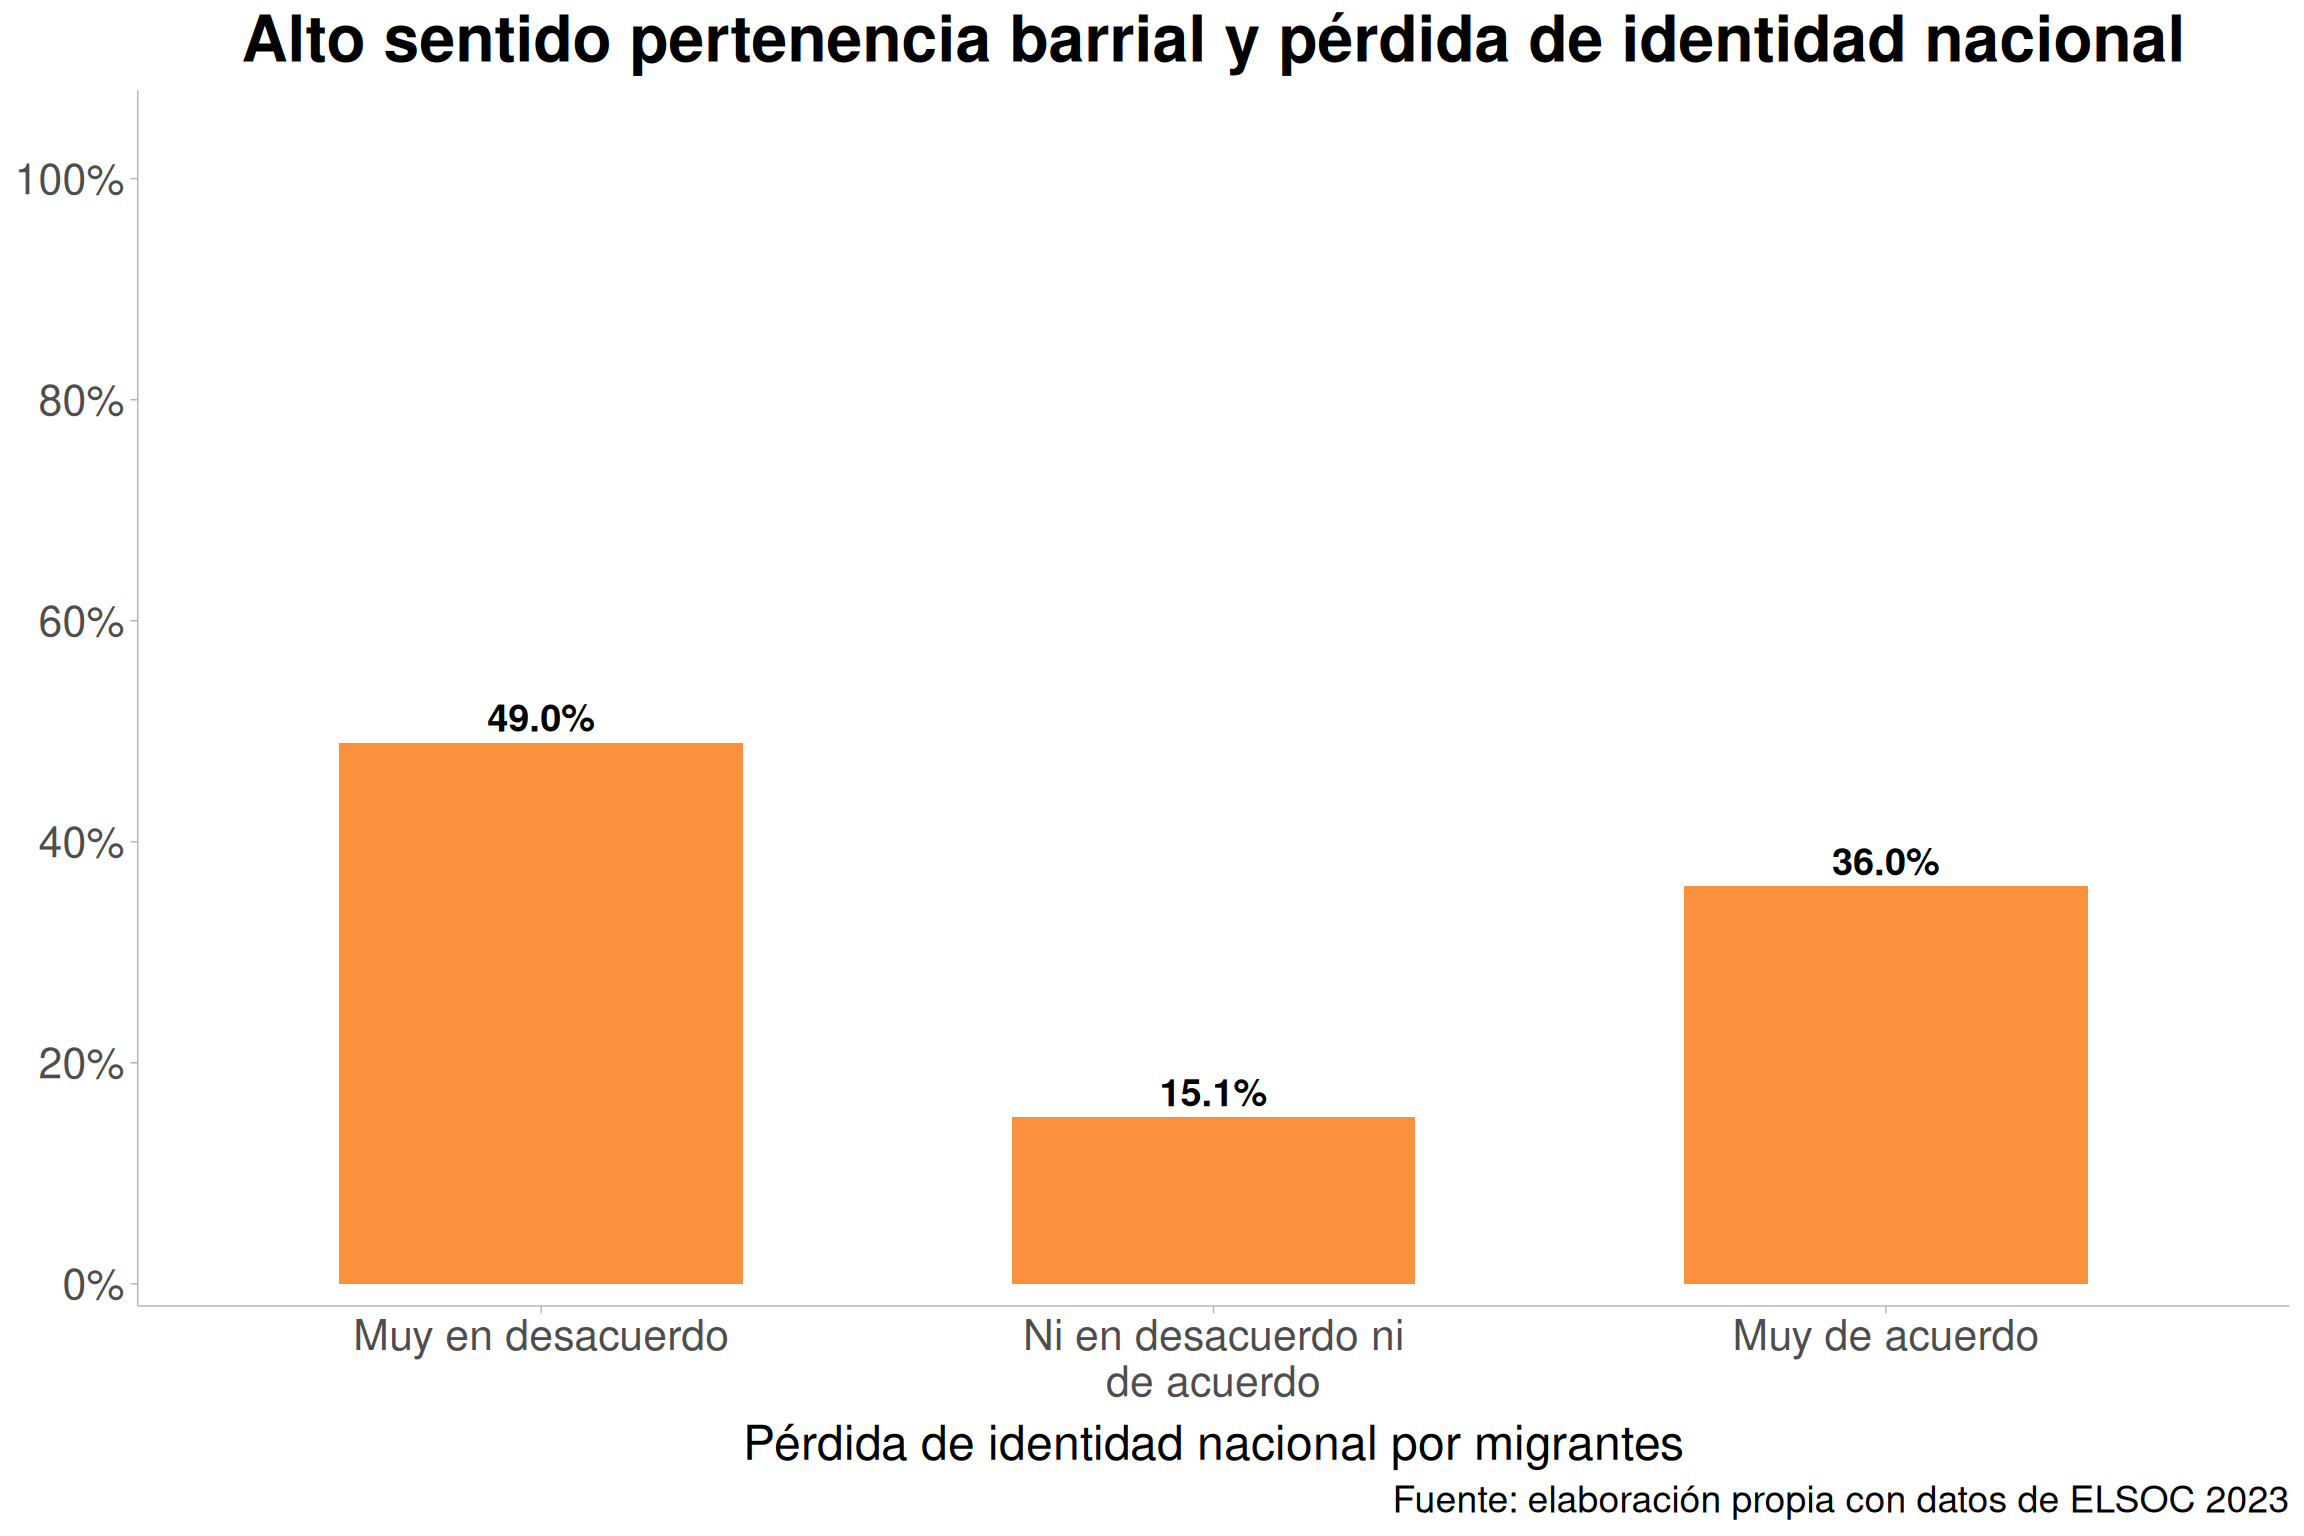 Alto sentido pertenencia barrial y pérdida de identidad nacional
100%
80%
60%
40%
20%
0%
49.0%
15.1%
36.0%
Muy en desacuerdo
Ni en desacuerdo ni
de acuerdo
Muy de acuerdo
Pérdida de identidad nacional por migrantes
Fuente: elaboración propia con datos de ELSOC 2023